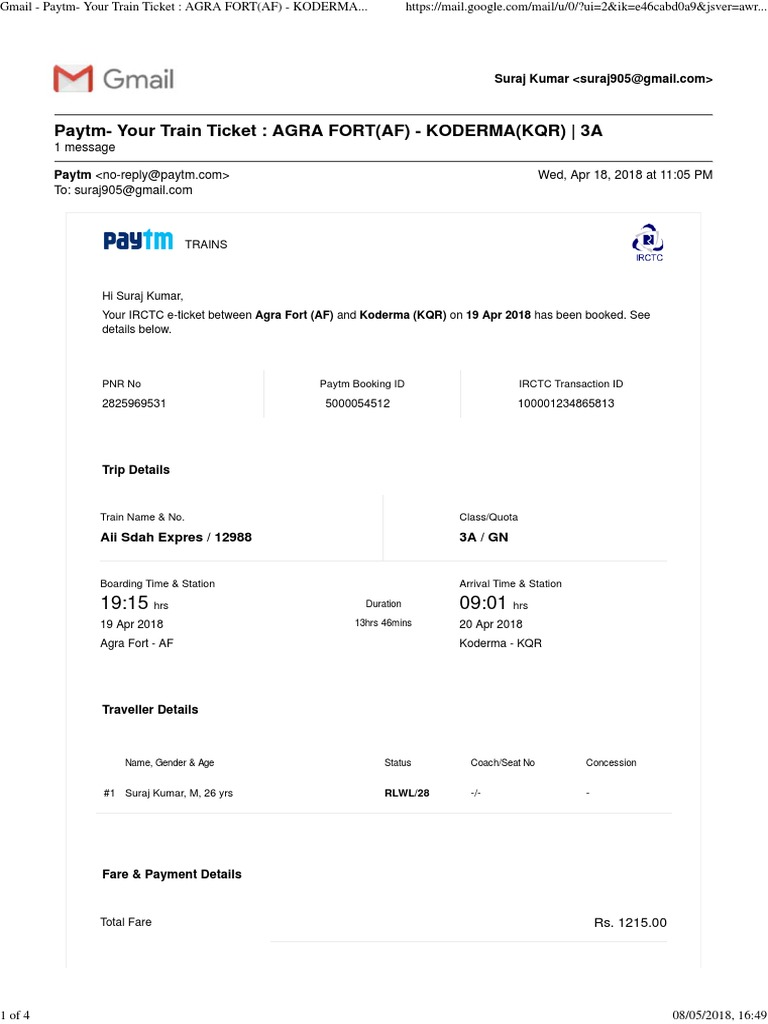 Gmail - Paytm- Your Train Ticket : AGRA FORT(AF) - KODERMA... https://mail.google.com/mail/u/0/?ui=2&ik=e46cabd0a9&jsver=awr...
Gmail Suraj Kumar <suraj905@gmail.com>
Paytm- Your Train Ticket : AGRA FORT(AF) - KODERMA(KQR) | 3A
1 message
Paytm <no-reply@paytm.com> Wed, Apr 18, 2018 at 11:05 PM
To: suraj905@gmail.com
paytm TRAINS
IRCTC
Hi Suraj Kumar,
Your IRCTC e-ticket between Agra Fort (AF) and Koderma (KQR) on 19 Apr 2018 has been booked. See
details below.
PNR No Paytm Booking ID IRCTC Transaction ID
2825969531 5000054512 100001234865813
Trip Details
Train Name & No. Class/Quota
Aii Sdah Expres / 12988 3A / GN
Boarding Time & Station Arrival Time & Station
19:15 hrs Duration 09:01 hrs
19 Apr 2018 13hrs 46mins 20 Apr 2018
Agra Fort - AF Koderma - KQR
Traveller Details
Name, Gender & Age Status Coach/Seat No Concession
#1 Suraj Kumar, M, 26 yrs RLWL/28 -/- -
Fare & Payment Details
Total Fare Rs. 1215.00
1 of 4 08/05/2018, 16:49